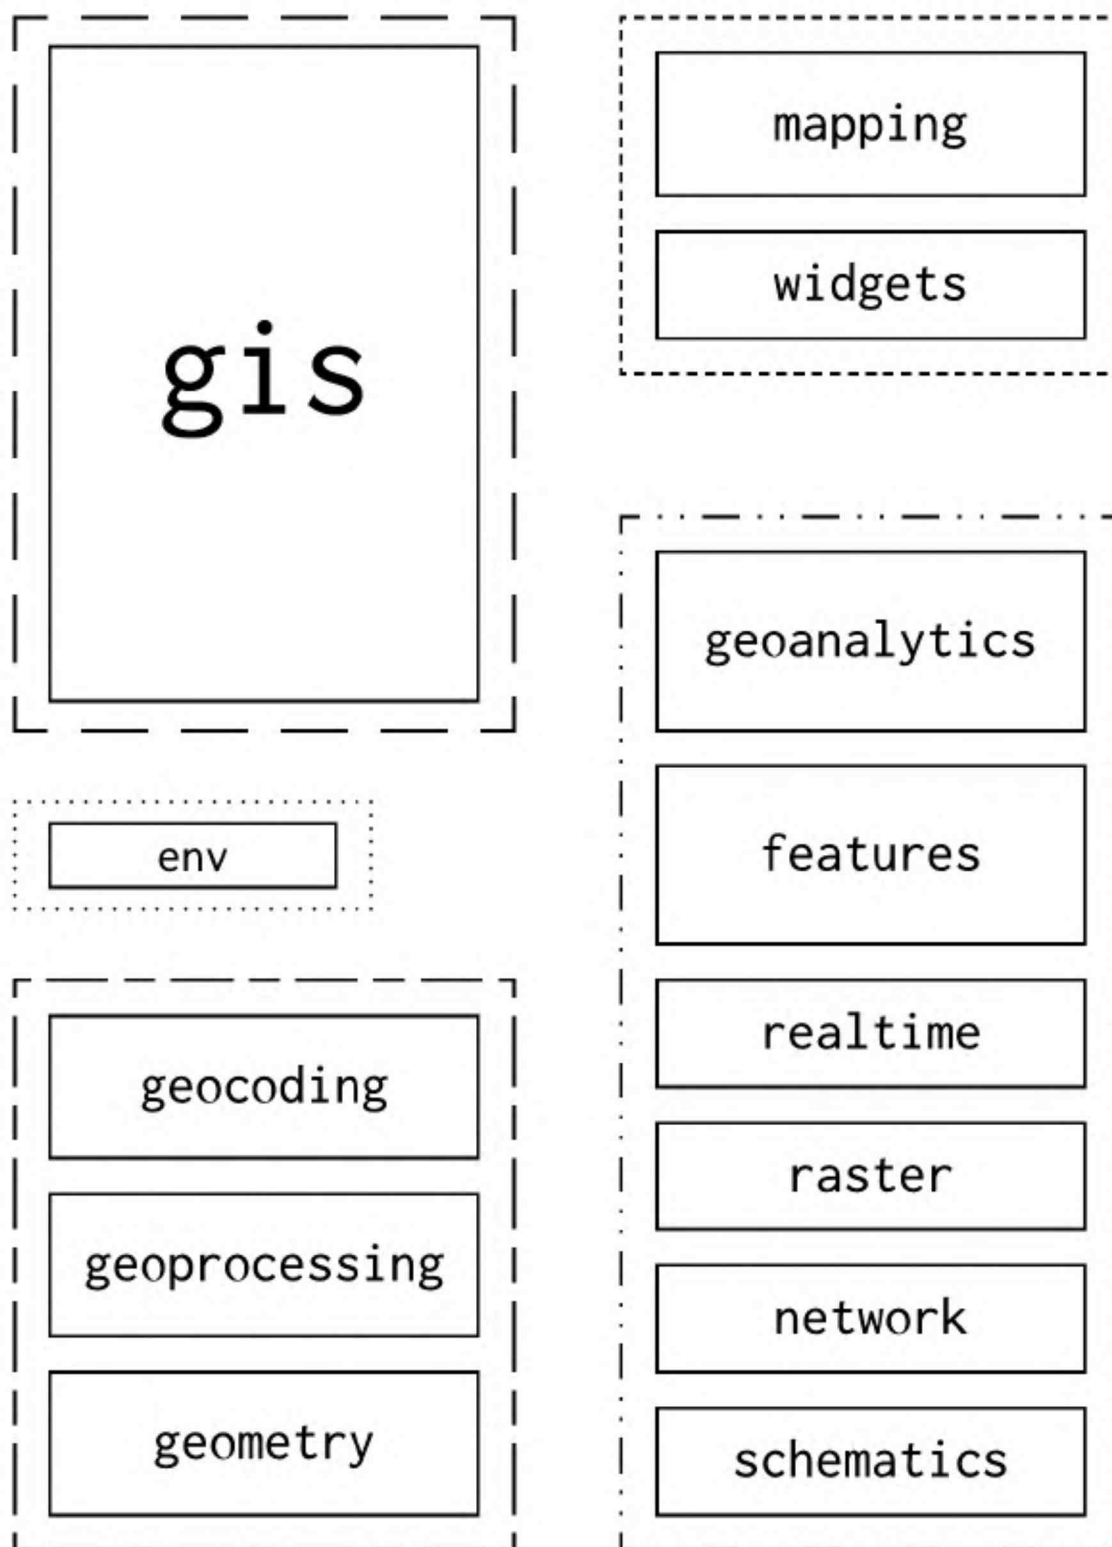 gis
env
geocoding
geoprocessing
geometry
mapping
widgets
geoanalytics
features
realtime
raster
network
schematics